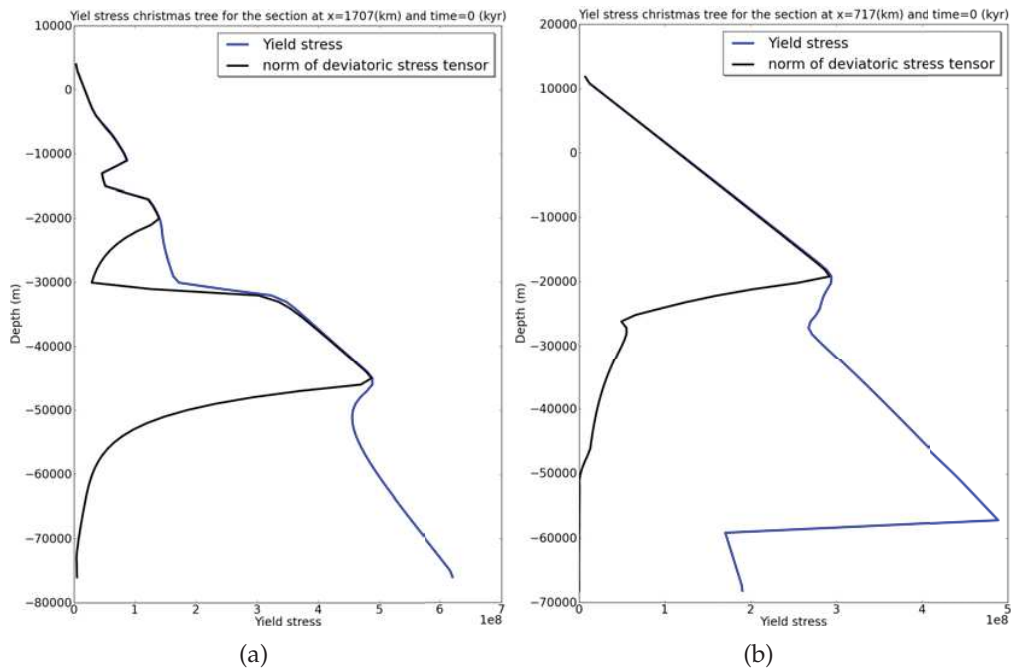 Yiel stress christmas tree for the section at x=1707(km) and time=0 (kyr)
10000
0
−10000
−20000
−30000
−40000
−50000
−60000
−70000
−80000
Depth (m)
Yield stress
norm of deviatoric stress tensor
0 1 2 3 4 5 6 7
1e8
Yield stress
(a)
Yiel stress christmas tree for the section at x=717(km) and time=0 (kyr)
20000
10000
0
−10000
−20000
−30000
−40000
−50000
−60000
−70000
Depth (m)
Yield stress
norm of deviatoric stress tensor
0 1 2 3 4 5
1e8
Yield stress
(b)